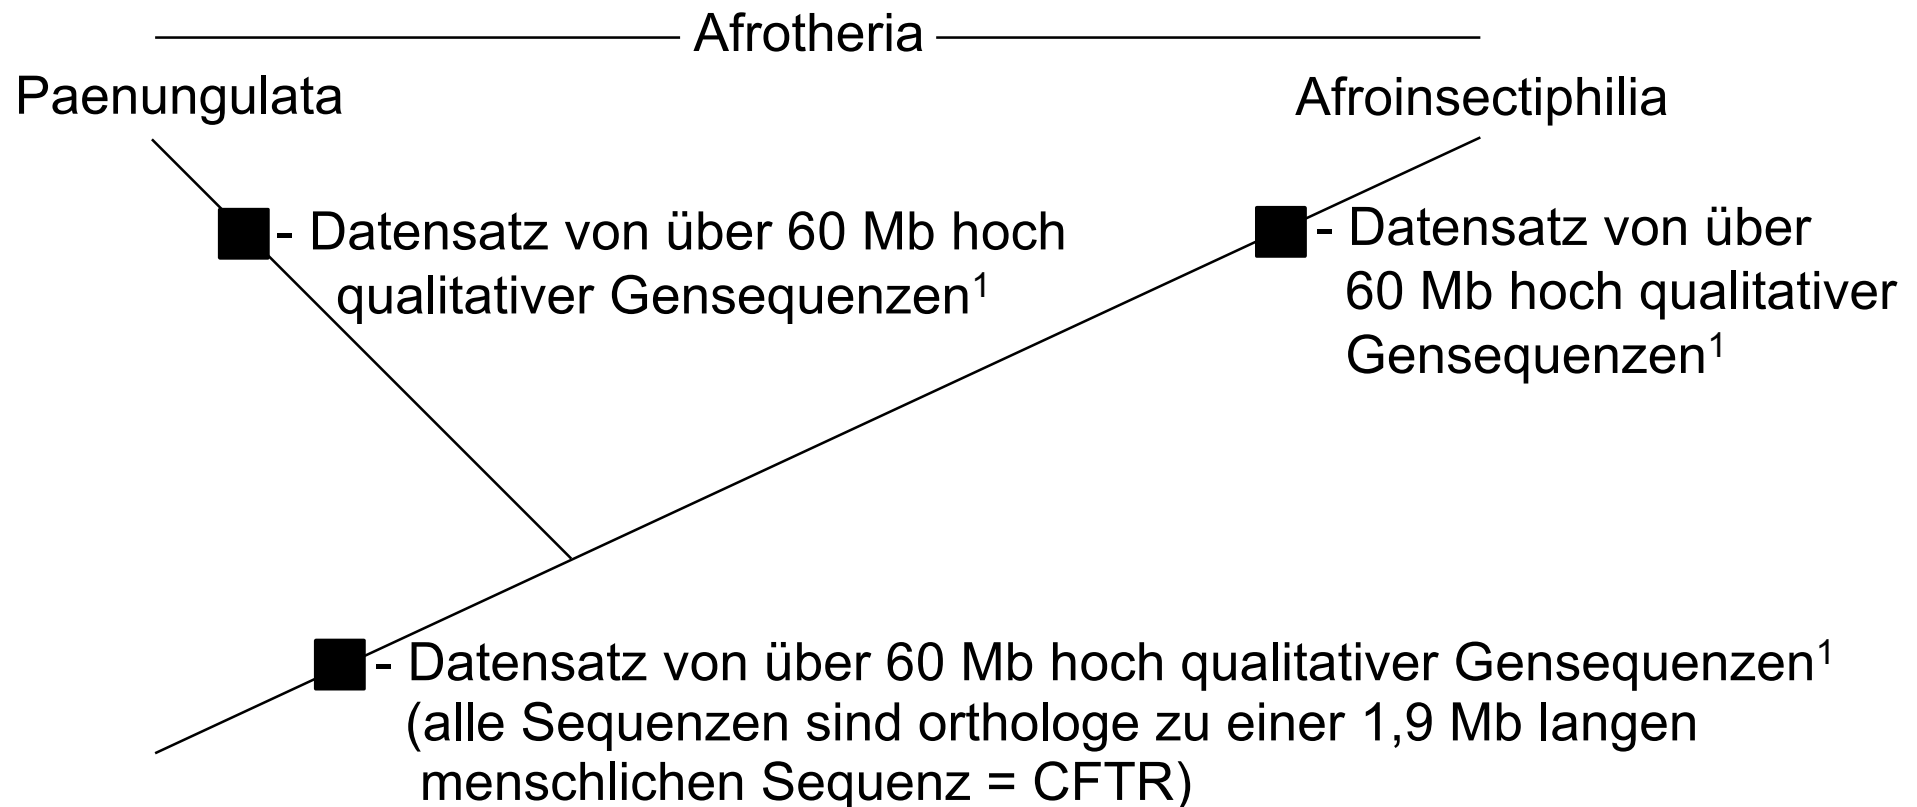 Afrotheria
Paenungulata
Afroinsectiphilia
- Datensatz von über 60 Mb hoch
qualitativer Gensequenzen¹
- Datensatz von über
60 Mb hoch qualitativer
Gensequenzen¹
- Datensatz von über 60 Mb hoch qualitativer Gensequenzen¹
(alle Sequenzen sind orthologe zu einer 1,9 Mb langen
menschlichen Sequenz = CFTR)